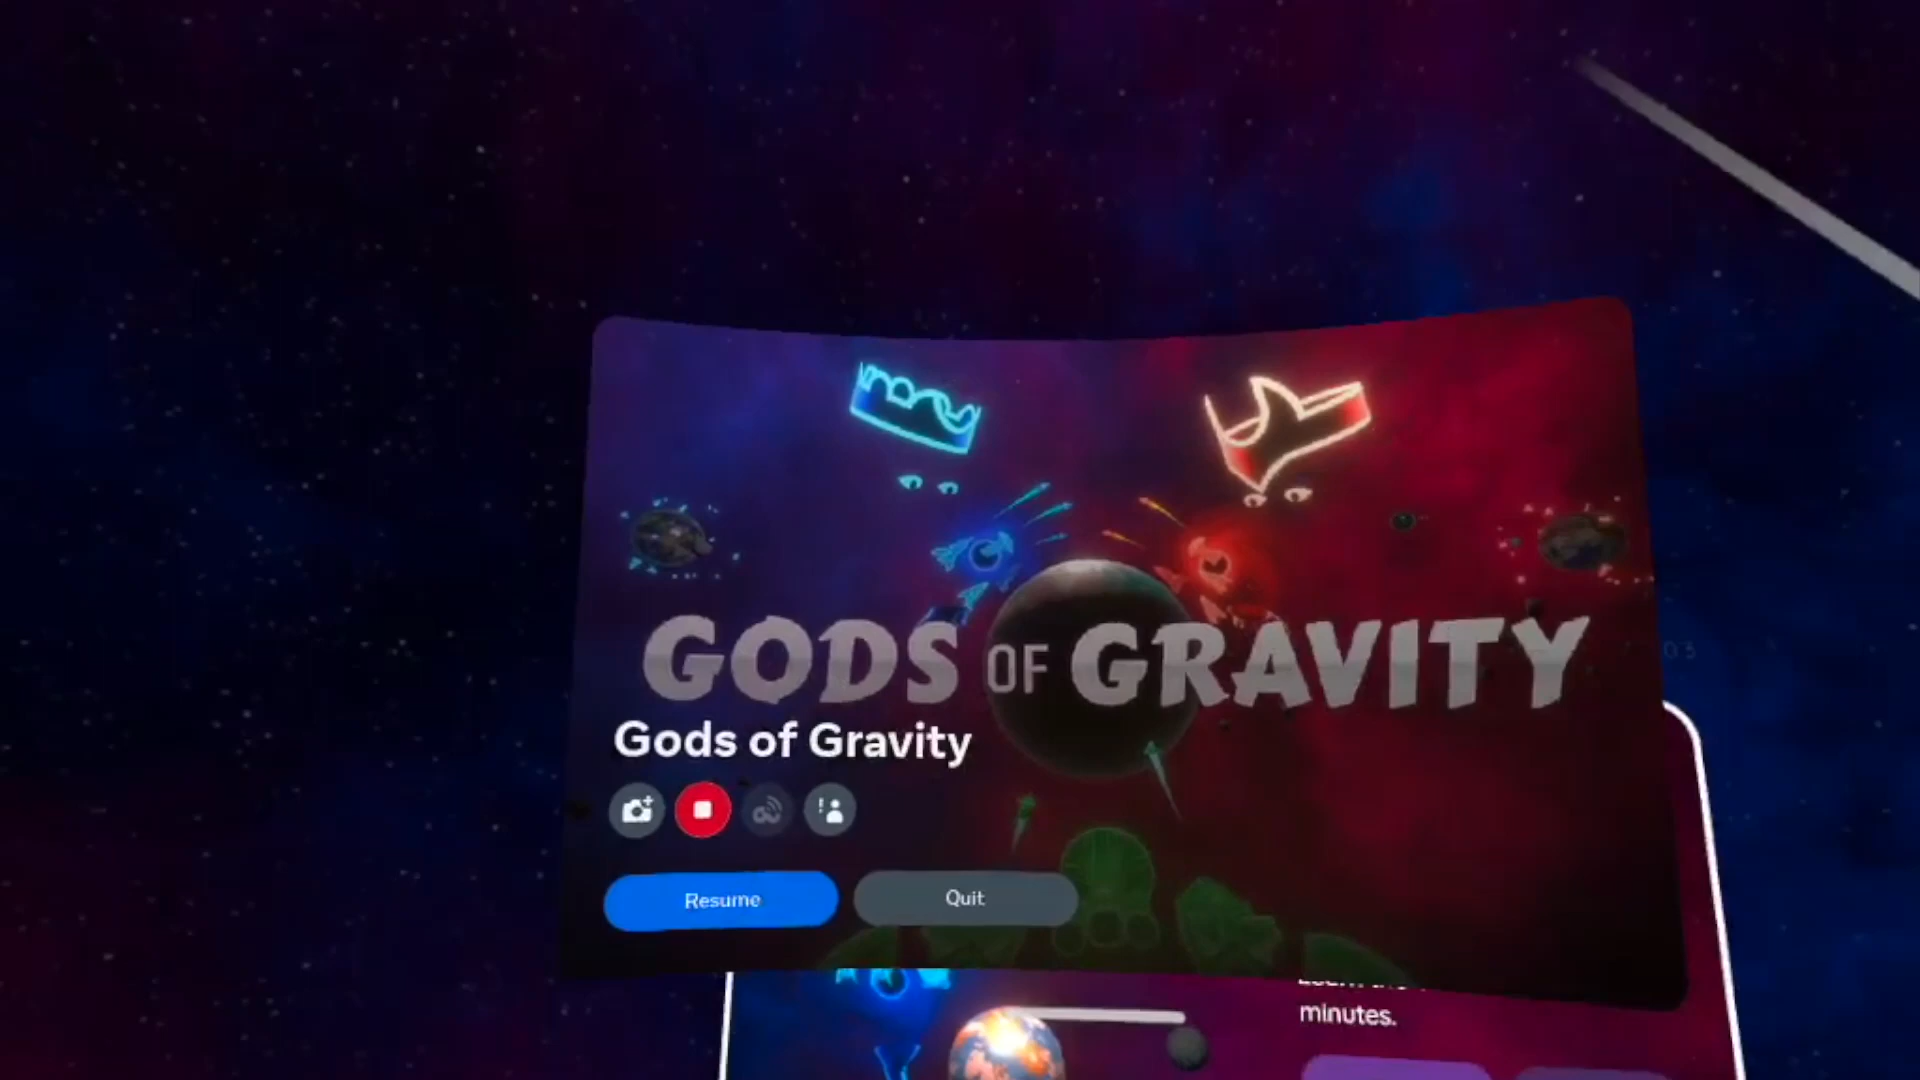 GODS OF GRAVITY
Gods of Gravity
Resume
Quit
minutes.